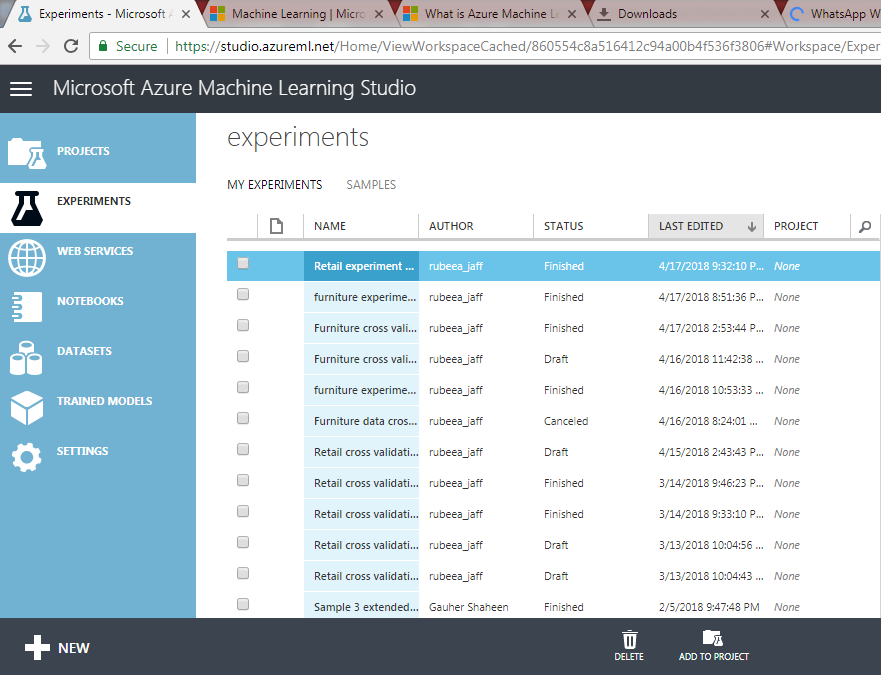 Experiments - Microsoft A
Machine Learning | Micro
What is Azure Machine Le
Downloads
WhatsApp W
Secure
https://studio.azureml.net/Home/ViewWorkspaceCached/860554c8a516412c94a00b4f536f3806#Workspace/Exper
Microsoft Azure Machine Learning Studio
PROJECTS
EXPERIMENTS
WEB SERVICES
NOTEBOOKS
DATASETS
TRAINED MODELS
SETTINGS
experiments
MY EXPERIMENTS SAMPLES
NAME AUTHOR STATUS LAST EDITED PROJECT
Retail experiment ... rubeea_jaff Finished 4/17/2018 9:32:10 P... None
furniture experime... rubeea_jaff Finished 4/17/2018 8:51:36 P... None
Furniture cross vali... rubeea_jaff Finished 4/17/2018 2:53:44 P... None
Furniture cross vali... rubeea_jaff Draft 4/16/2018 11:42:38 ... None
furniture experime... rubeea_jaff Finished 4/16/2018 10:53:33 ... None
Furniture data cros... rubeea_jaff Canceled 4/16/2018 8:24:01 ... None
Retail cross validati... rubeea_jaff Draft 4/15/2018 2:43:43 P... None
Retail cross validati... rubeea_jaff Finished 3/14/2018 9:46:23 P... None
Retail cross validati... rubeea_jaff Finished 3/14/2018 9:33:10 P... None
Retail cross validati... rubeea_jaff Draft 3/13/2018 10:04:56 ... None
Retail cross validati... rubeea_jaff Draft 3/13/2018 10:04:43 ... None
Sample 3 extended... Gauher Shaheen Finished 2/5/2018 9:47:48 PM None
NEW
DELETE
ADD TO PROJECT